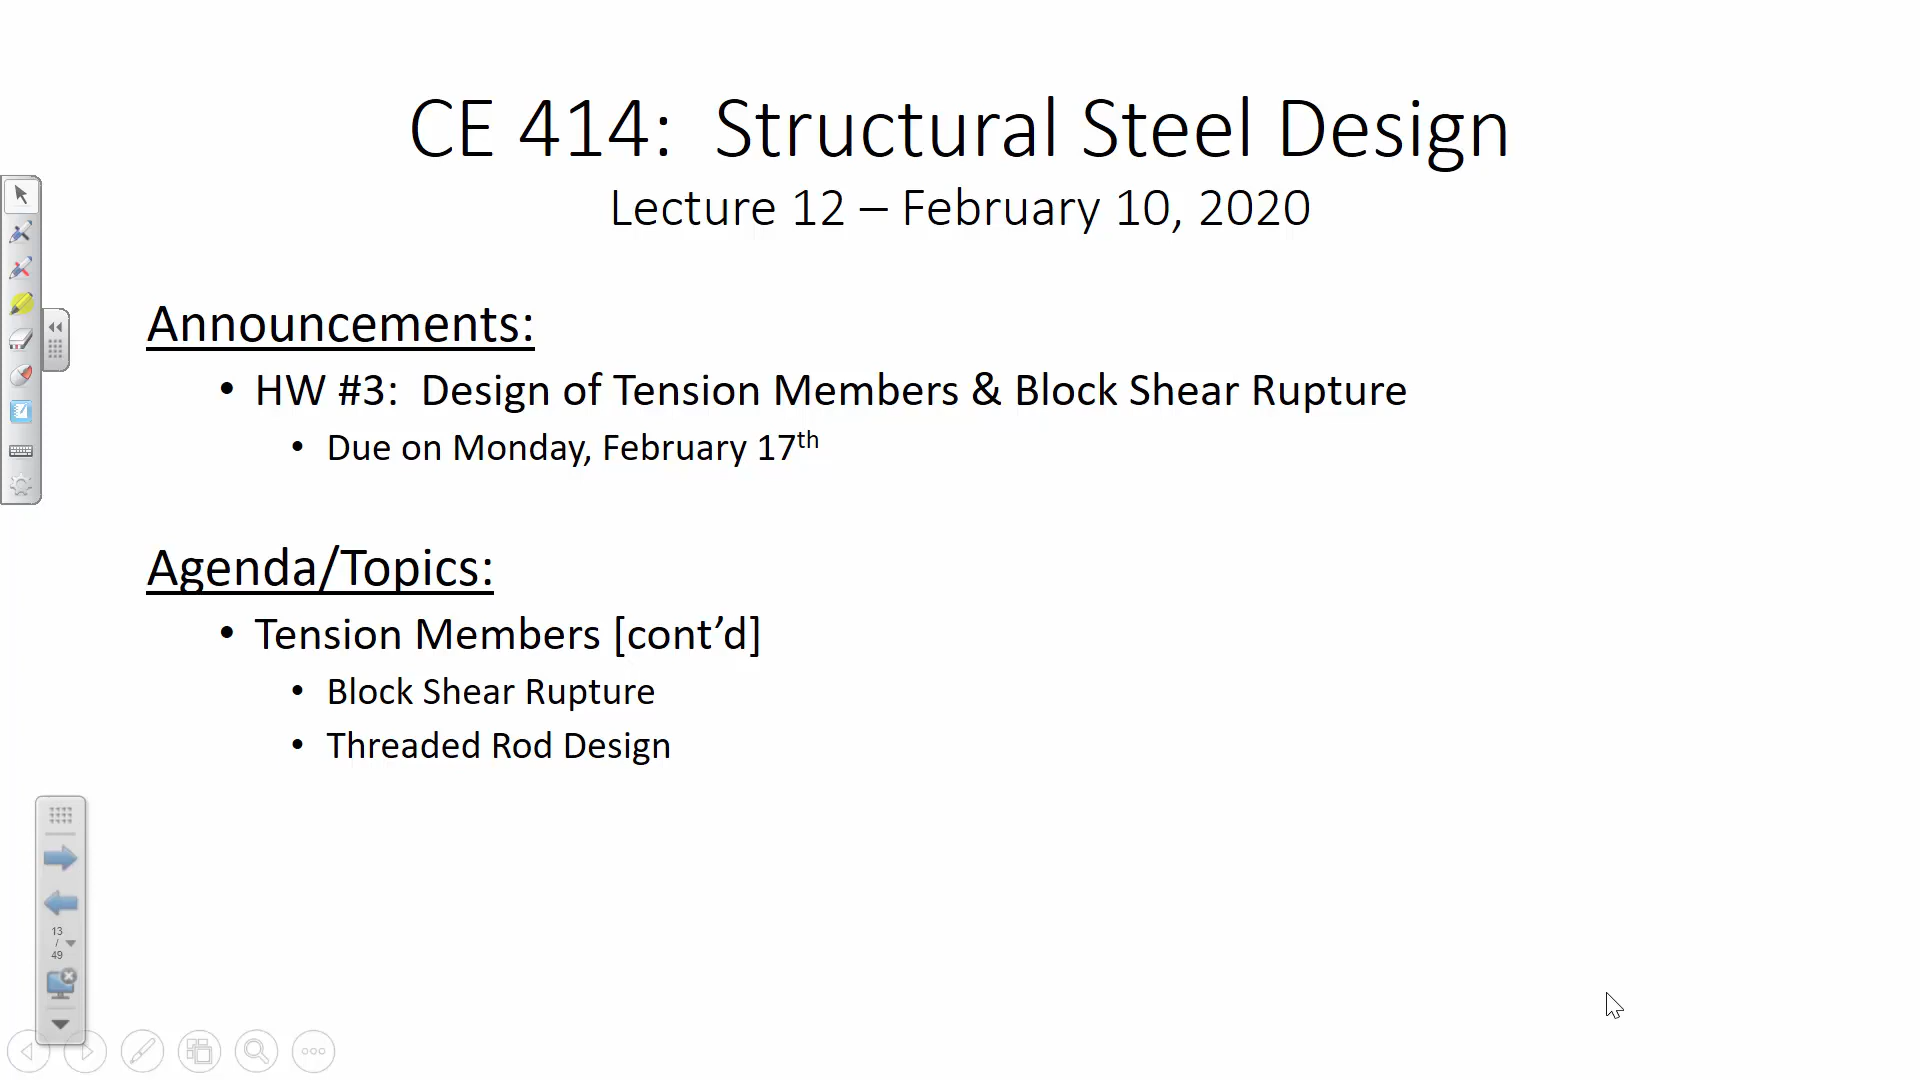 CE 414:  Structural Steel Design
Lecture 12 – February 10, 2020
Announcements:
• HW #3:  Design of Tension Members & Block Shear Rupture
• Due on Monday, February 17th
Agenda/Topics:
• Tension Members [cont’d]
• Block Shear Rupture
• Threaded Rod Design
13
/
49